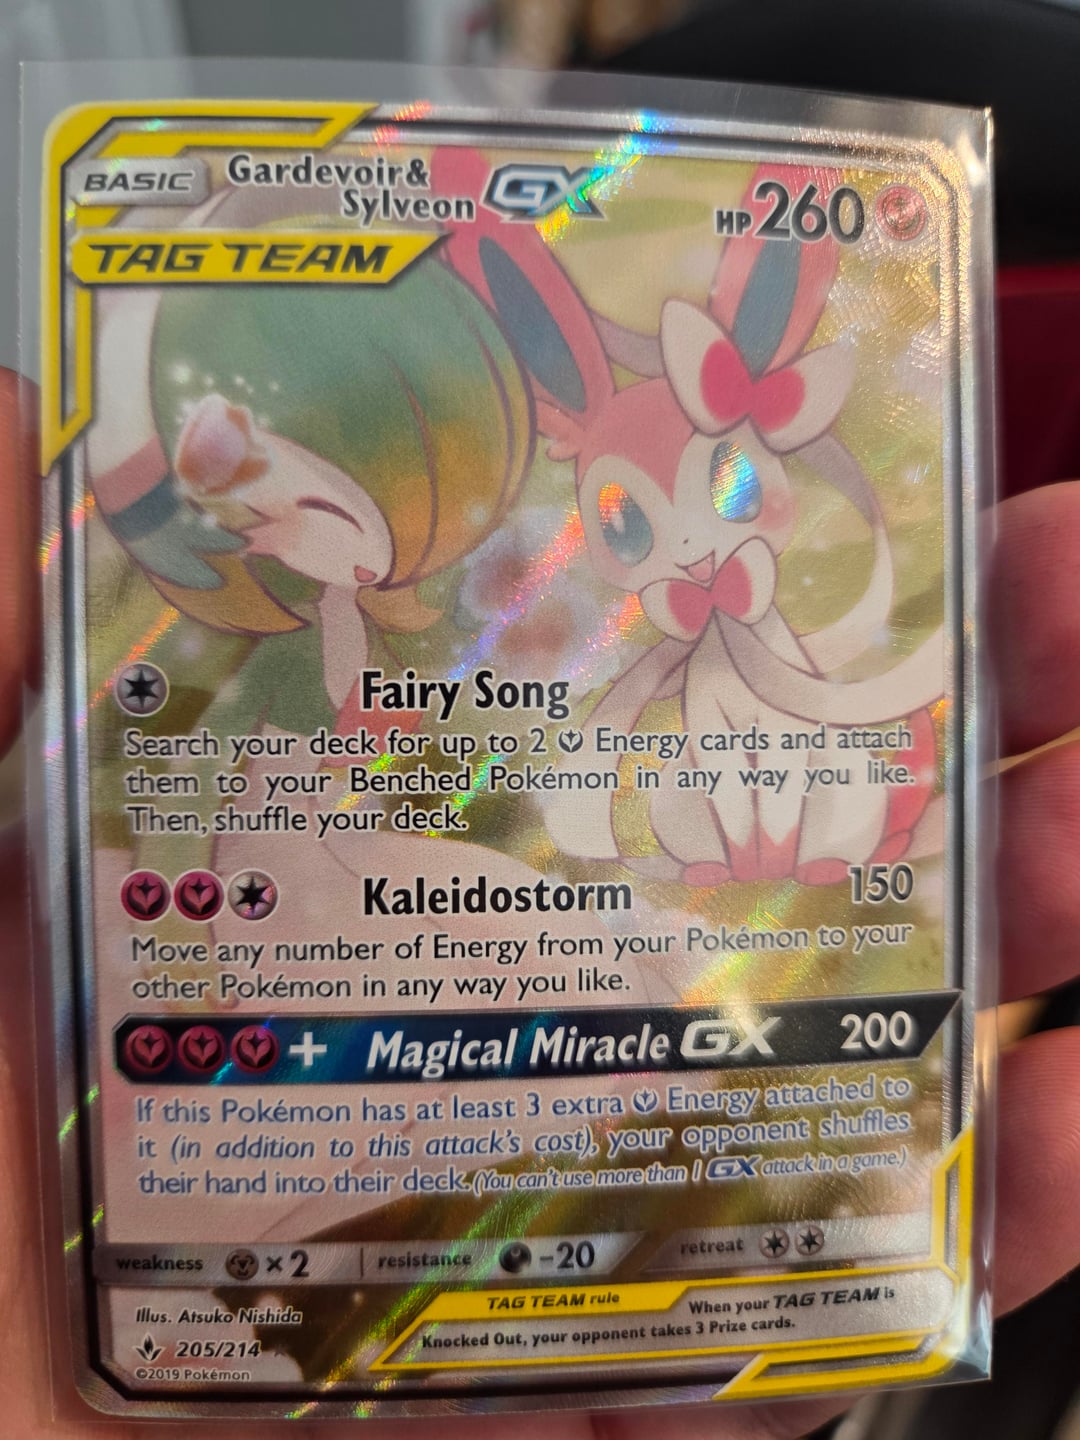 BASIC
Gardevoir&
Sylveon GX
HP 260
TAG TEAM
Fairy Song
Search your deck for up to 2 Energy cards and attach
them to your Benched Pokémon in any way you like.
Then, shuffle your deck.
Kaleidostorm 150
Move any number of Energy from your Pokémon to your
other Pokémon in any way you like.
+ Magical Miracle GX 200
If this Pokémon has at least 3 extra Energy attached to
it (in addition to this attack's cost), your opponent shuffles
their hand into their deck. (You can't use more than 1 GX attack in a game.)
weakness ×2 resistance -20 retreat
Illus. Atsuko Nishida
205/214
©2019 Pokémon
TAG TEAM rule When your TAG TEAM is
Knocked Out, your opponent takes 3 Prize cards.